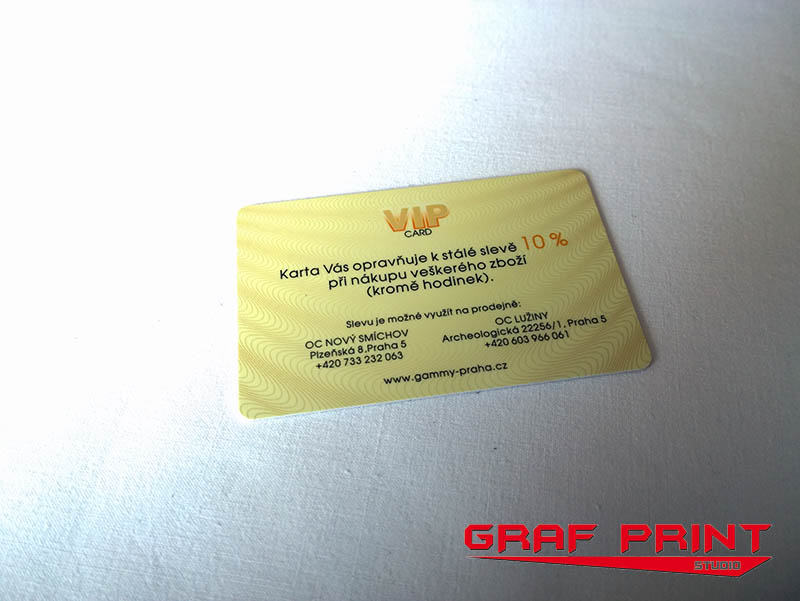 VIP
CARD
Karta Vás opravňuje k stálé slevě 10 %
při nákupu veškerého zboží
(kromě hodinek).
Slevu je možné využít na prodejně:
OC NOVÝ SMÍCHOV
Plzeňská 8, Praha 5
+420 733 232 063
OC LUŽINY
Archeologická 22256/1, Praha 5
+420 603 966 061
www.gammy-praha.cz
GRAF PRINT
STUDIO